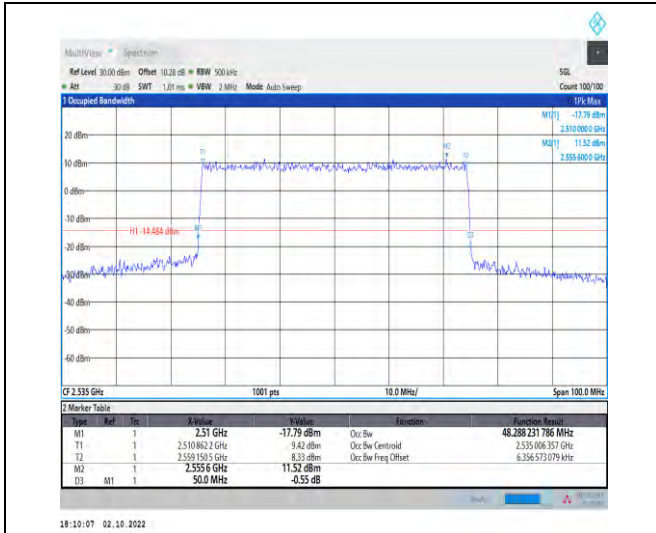 MultiView Spectrum
Ref Level 30.00 dBm Offset 10.28 dB RBW 500 kHz SGL
Att 30 dB SWT 1.01 ms VBW 2 MHz Mode Auto Sweep Count 100/100
1 Occupied Bandwidth 1Pk Max
M1[1] -17.79 dBm
2.510 000 0 GHz
M2[1] 11.52 dBm
2.555 600 0 GHz
20 dBm
T1 M2 T2
10 dBm
0 dBm
-10 dBm
H1 -14.484 dBm M1 D3
-20 dBm
-30 dBm
-40 dBm
-50 dBm
-60 dBm
CF 2.535 GHz 1001 pts 10.0 MHz/ Span 100.0 MHz
2 Marker Table
Type Ref Trc X-Value Y-Value Function Function Result
M1 1 2.51 GHz -17.79 dBm Occ Bw 48.288 231 786 MHz
T1 1 2.510 862 2 GHz 9.42 dBm Occ Bw Centroid 2.535 006 357 GHz
T2 1 2.559 150 5 GHz 8.33 dBm Occ Bw Freq Offset 6.356 573 079 kHz
M2 1 2.555 6 GHz 11.52 dBm
D3 M1 1 50.0 MHz -0.55 dB
18:10:07 02.10.2022